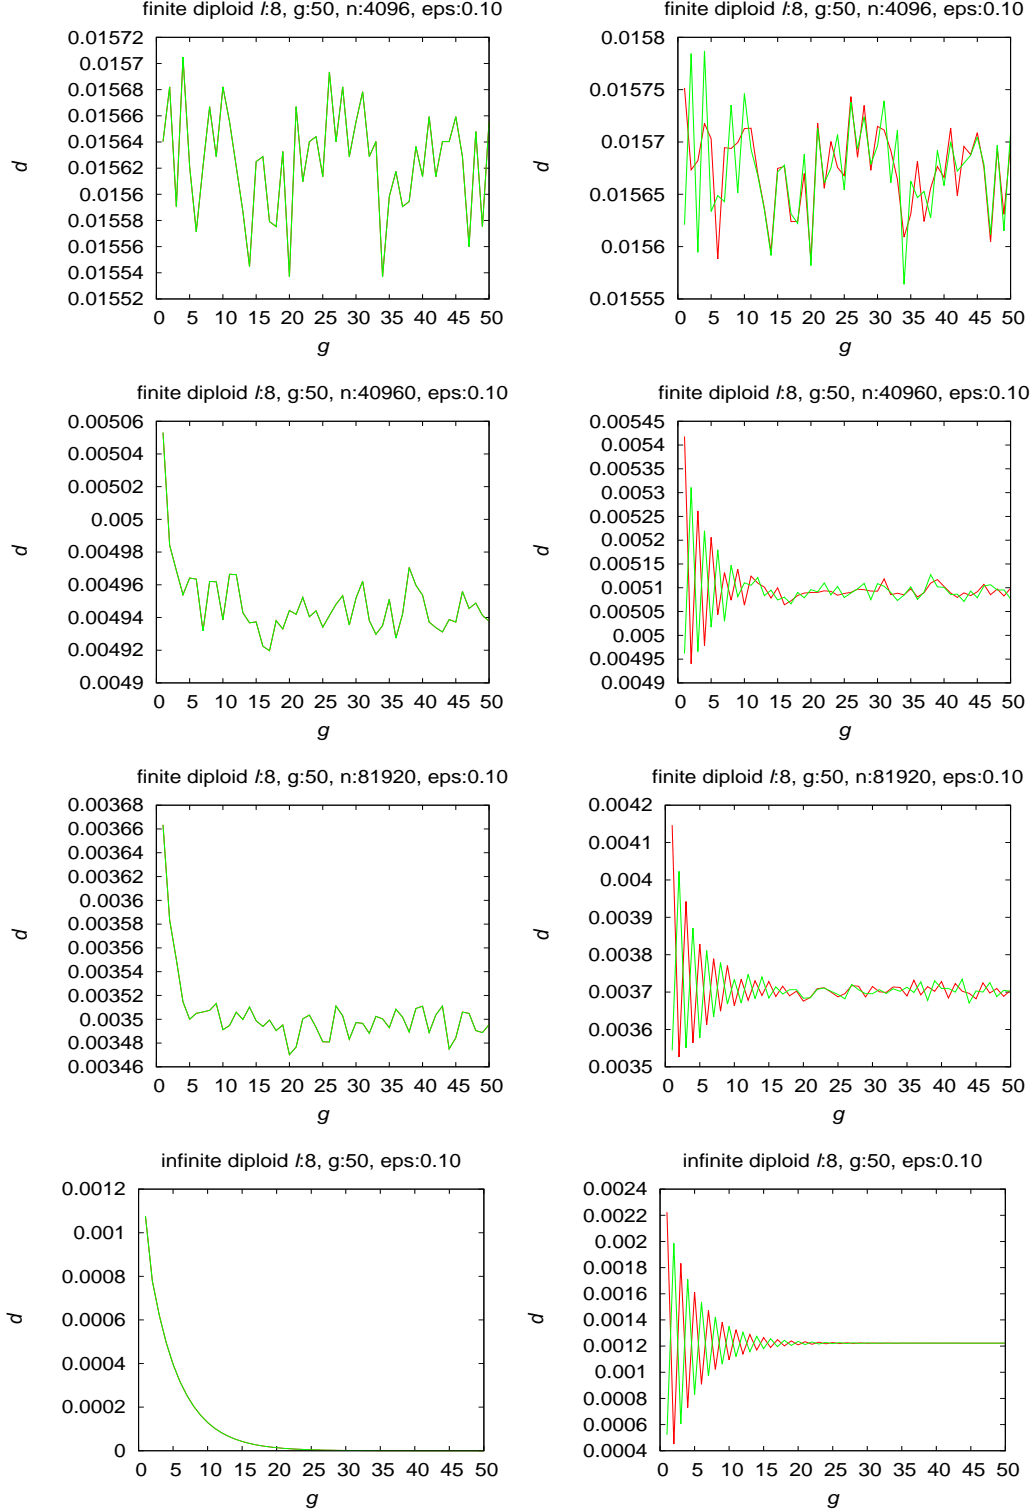 finite diploid l:8, g:50, n:4096, eps:0.10
0.01572
0.0157
0.01568
0.01566
0.01564
0.01562
0.0156
0.01558
0.01556
0.01554
0.01552
d
0 5 10 15 20 25 30 35 40 45 50
g
finite diploid l:8, g:50, n:4096, eps:0.10
0.0158
0.01575
0.0157
0.01565
0.0156
0.01555
d
0 5 10 15 20 25 30 35 40 45 50
g
finite diploid l:8, g:50, n:40960, eps:0.10
0.00506
0.00504
0.00502
0.005
0.00498
0.00496
0.00494
0.00492
0.0049
d
0 5 10 15 20 25 30 35 40 45 50
g
finite diploid l:8, g:50, n:40960, eps:0.10
0.00545
0.0054
0.00535
0.0053
0.00525
0.0052
0.00515
0.0051
0.00505
0.005
0.00495
0.0049
d
0 5 10 15 20 25 30 35 40 45 50
g
finite diploid l:8, g:50, n:81920, eps:0.10
0.00368
0.00366
0.00364
0.00362
0.0036
0.00358
0.00356
0.00354
0.00352
0.0035
0.00348
0.00346
d
0 5 10 15 20 25 30 35 40 45 50
g
finite diploid l:8, g:50, n:81920, eps:0.10
0.0042
0.0041
0.004
0.0039
0.0038
0.0037
0.0036
0.0035
d
0 5 10 15 20 25 30 35 40 45 50
g
infinite diploid l:8, g:50, eps:0.10
0.0012
0.001
0.0008
0.0006
0.0004
0.0002
0
d
0 5 10 15 20 25 30 35 40 45 50
g
infinite diploid l:8, g:50, eps:0.10
0.0024
0.0022
0.002
0.0018
0.0016
0.0014
0.0012
0.001
0.0008
0.0006
0.0004
d
0 5 10 15 20 25 30 35 40 45 50
g